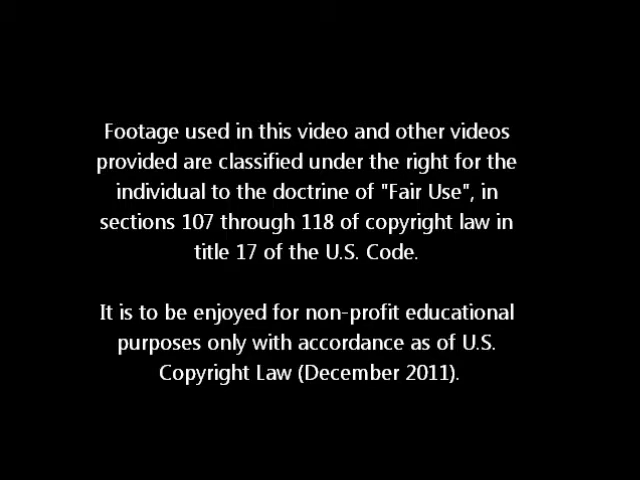 Footage used in this video and other videos
provided are classified under the right for the
individual to the doctrine of "Fair Use", in
sections 107 through 118 of copyright law in
title 17 of the U.S. Code.
It is to be enjoyed for non-profit educational
purposes only with accordance as of U.S.
Copyright Law (December 2011).